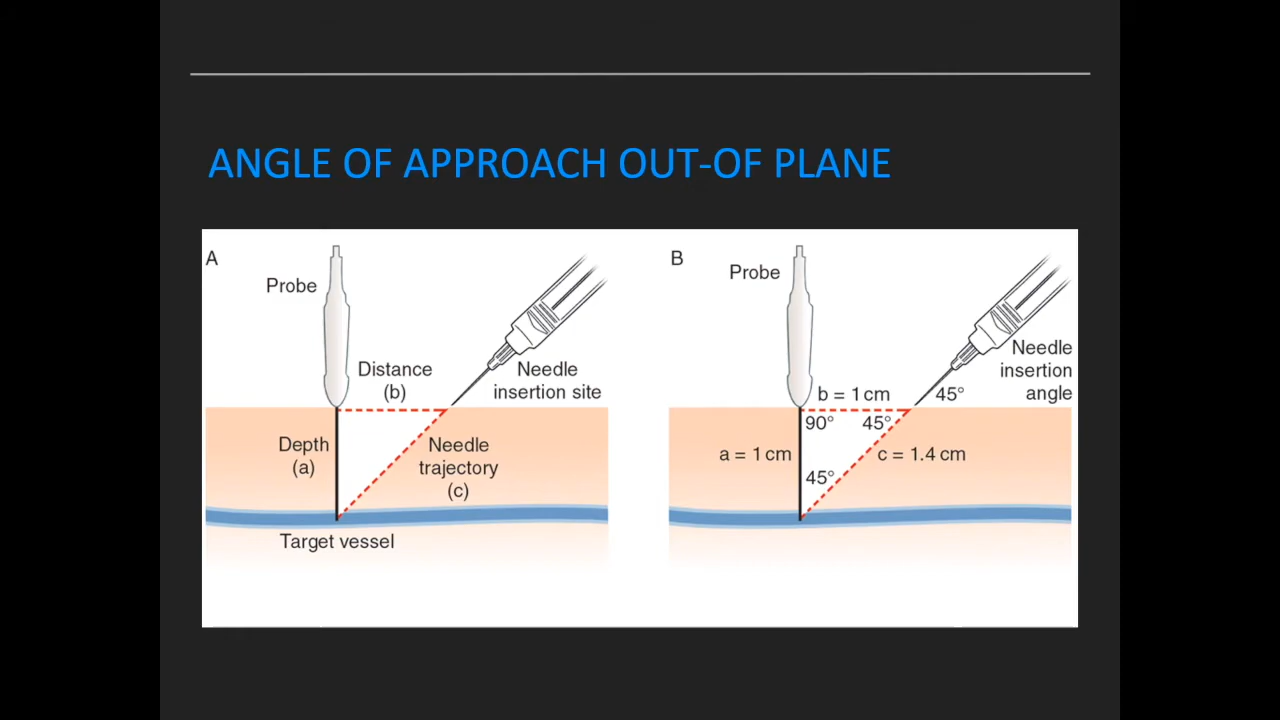 ANGLE OF APPROACH OUT-OF PLANE
A
Probe
Distance
(b)
Needle
insertion site
Depth
(a)
Needle
trajectory
(c)
Target vessel
B
Probe
Needle
insertion
angle
b = 1 cm
45°
90°
45°
a = 1 cm
c = 1.4 cm
45°